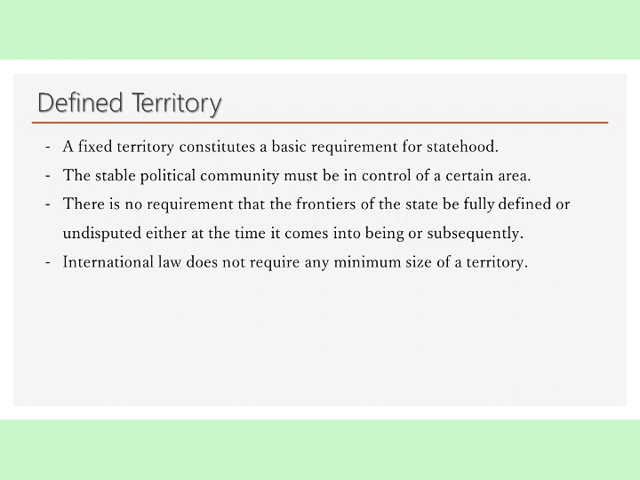 Defined Territory
- A fixed territory constitutes a basic requirement for statehood.
- The stable political community must be in control of a certain area.
- There is no requirement that the frontiers of the state be fully defined or
undisputed either at the time it comes into being or subsequently.
- International law does not require any minimum size of a territory.